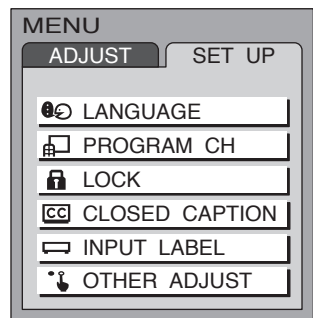 MENU
ADJUST SET UP
LANGUAGE
PROGRAM CH
LOCK
CC CLOSED CAPTION
INPUT LABEL
OTHER ADJUST